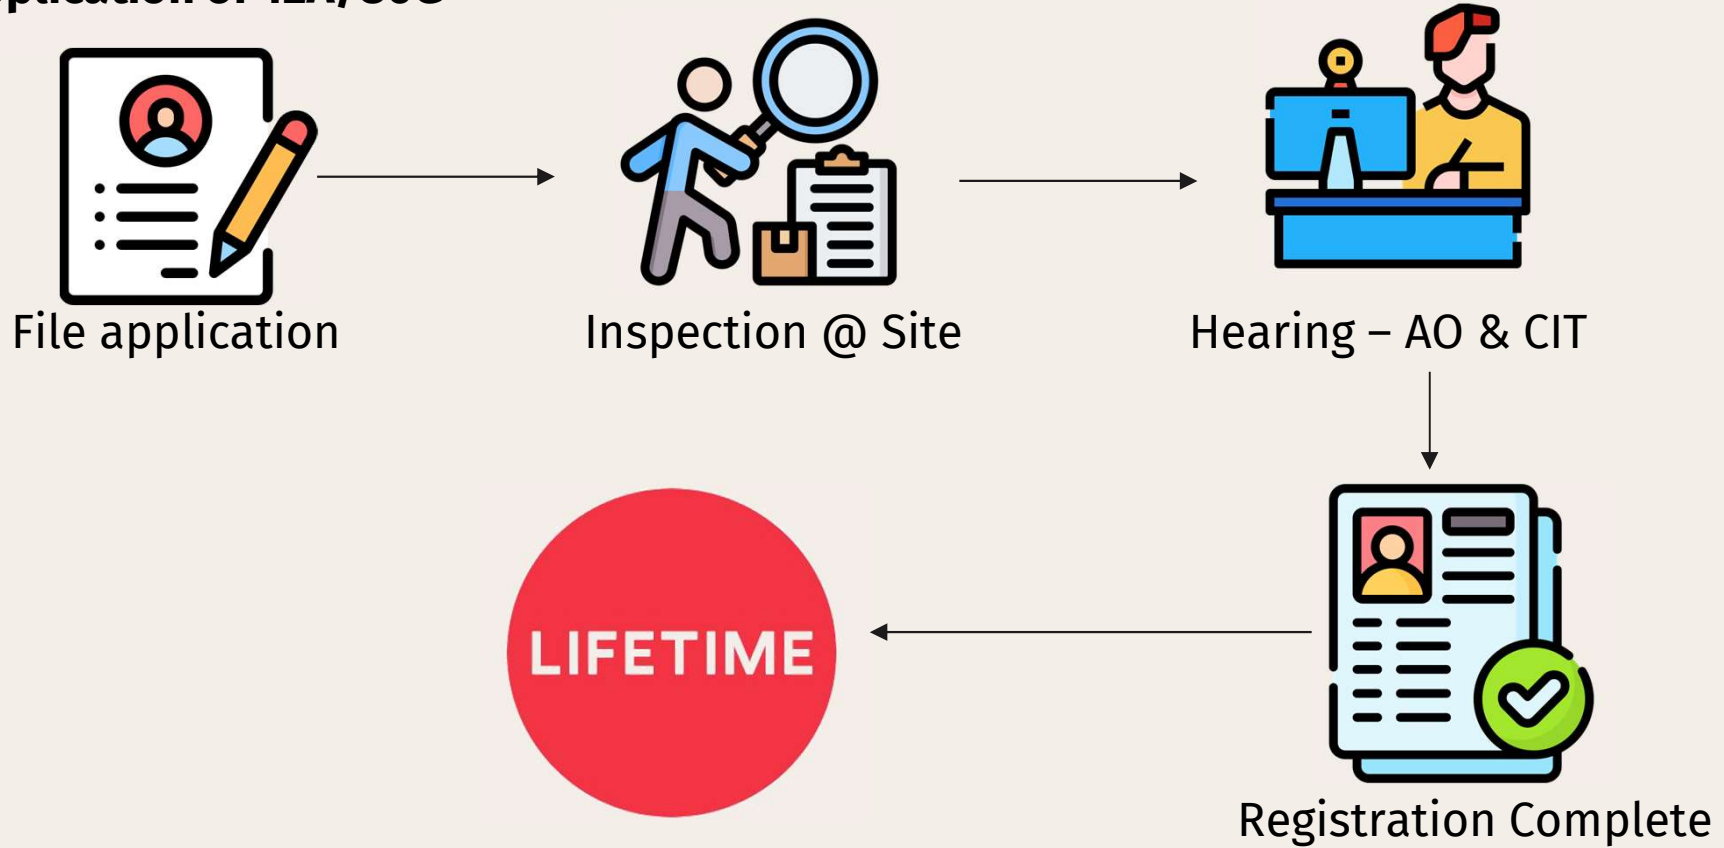 File application
Inspection @ Site
Hearing – AO & CIT
LIFETIME
Registration Complete